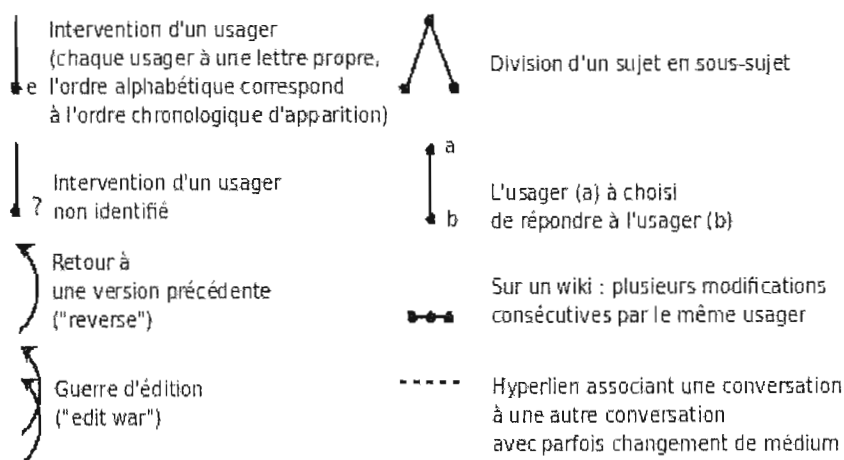 Intervention d'un usager
(chaque usager à une lettre propre,
e l'ordre alphabétique correspond
à l'ordre chronologique d'apparition)
? Intervention d'un usager
non identifié
Retour à
une version précédente
("reverse")
Guerre d'édition
("edit war")
Division d'un sujet en sous-sujet
a
b
L'usager (a) à choisi
de répondre à l'usager (b)
Sur un wiki : plusieurs modifications
consécutives par le même usager
Hyperlien associant une conversation
à une autre conversation
avec parfois changement de médium